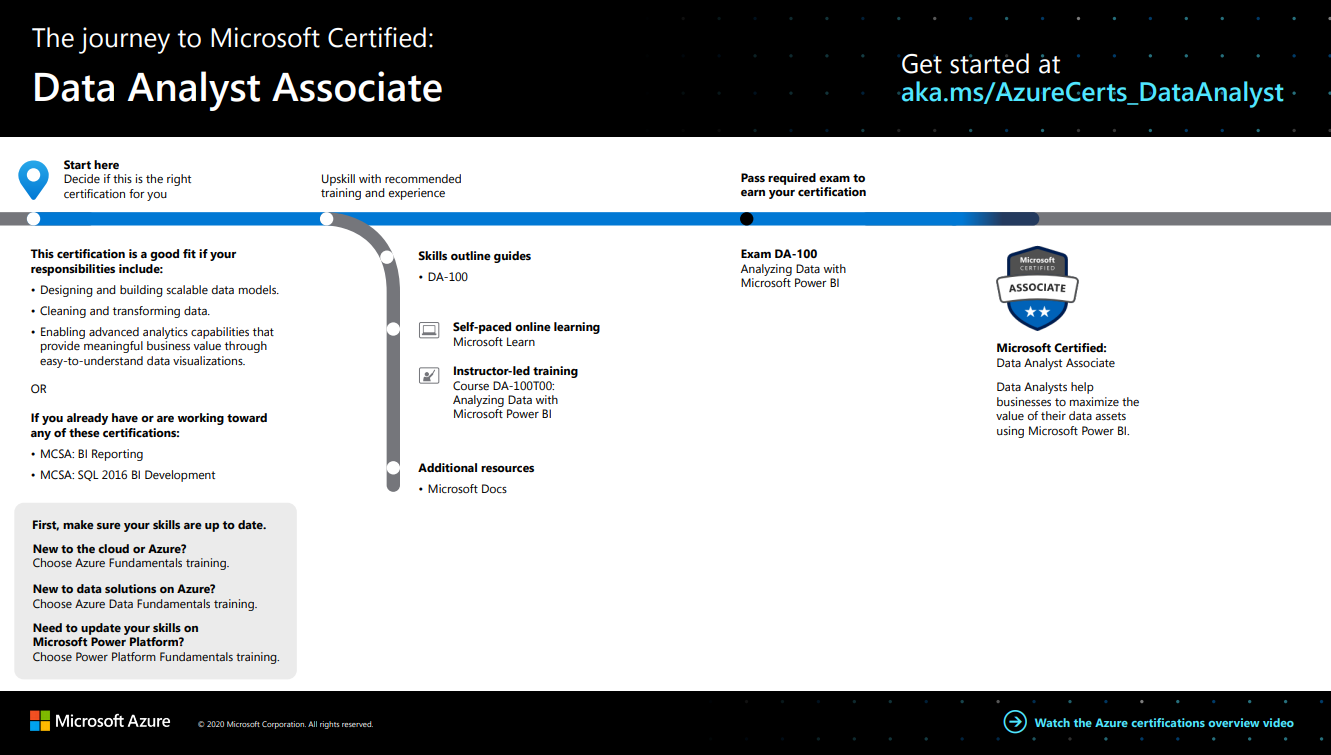 The journey to Microsoft Certified:
Data Analyst Associate
Get started at
aka.ms/AzureCerts_DataAnalyst
Start here
Decide if this is the right
certification for you
Upskill with recommended
training and experience
Pass required exam to
earn your certification
This certification is a good fit if your
responsibilities include:
• Designing and building scalable data models.
• Cleaning and transforming data.
• Enabling advanced analytics capabilities that
provide meaningful business value through
easy-to-understand data visualizations.
OR
If you already have or are working toward
any of these certifications:
• MCSA: BI Reporting
• MCSA: SQL 2016 BI Development
First, make sure your skills are up to date.
New to the cloud or Azure?
Choose Azure Fundamentals training.
New to data solutions on Azure?
Choose Azure Data Fundamentals training.
Need to update your skills on
Microsoft Power Platform?
Choose Power Platform Fundamentals training.
Skills outline guides
• DA-100
Self-paced online learning
Microsoft Learn
Instructor-led training
Course DA-100T00:
Analyzing Data with
Microsoft Power BI
Additional resources
• Microsoft Docs
Exam DA-100
Analyzing Data with
Microsoft Power BI
Microsoft
CERTIFIED
ASSOCIATE
Microsoft Certified:
Data Analyst Associate
Data Analysts help
businesses to maximize the
value of their data assets
using Microsoft Power BI.
Microsoft Azure
© 2020 Microsoft Corporation. All rights reserved.
Watch the Azure certifications overview video